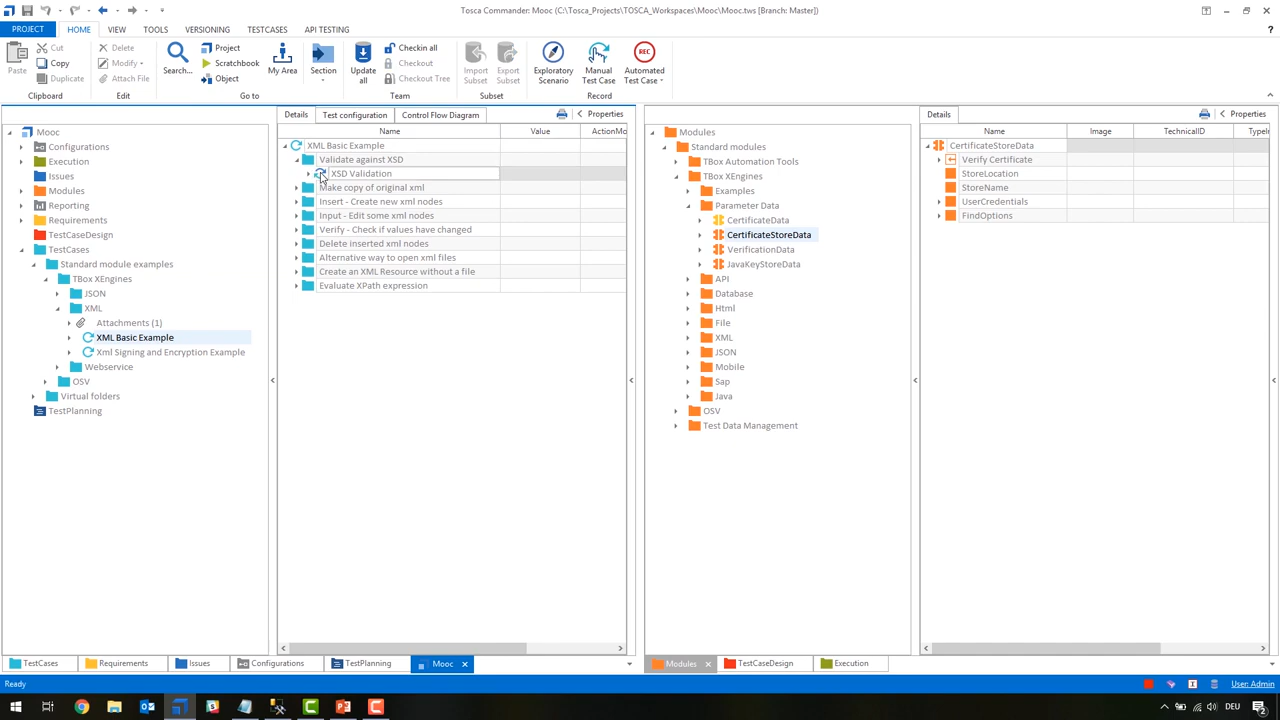 Tosca Commander: Mooc (C:\Tosca_Projects\TOSCA_Workspaces\Mooc\Mooc.tws [Branch: Master])
PROJECT HOME VIEW TOOLS VERSIONING TESTCASES API TESTING
Paste
Cut
Copy
Duplicate
Clipboard
Delete
Modify
Attach File
Edit
Search...
Project
Scratchbook
Object
My Area
Go to
Section
Update all
Checkin all
Checkout
Checkout Tree
Team
Import Subset
Export Subset
Subset
Exploratory Scenario
Manual Test Case
Automated Test Case
Record
Mooc
Configurations
Execution
Issues
Modules
Reporting
Requirements
TestCaseDesign
TestCases
Standard module examples
TBox XEngines
JSON
XML
Attachments (1)
XML Basic Example
Xml Signing and Encryption Example
Webservice
OSV
Virtual folders
TestPlanning
Details Test configuration Control Flow Diagram Properties
Name Value ActionMo
XML Basic Example
Validate against XSD
XSD Validation
Make copy of original xml
Insert - Create new xml nodes
Input - Edit some xml nodes
Verify - Check if values have changed
Delete inserted xml nodes
Alternative way to open xml files
Create an XML Resource without a file
Evaluate XPath expression
Modules
Standard modules
TBox Automation Tools
TBox XEngines
Examples
Parameter Data
CertificateData
CertificateStoreData
VerificationData
JavaKeyStoreData
API
Database
Html
File
XML
JSON
Mobile
Sap
Java
OSV
Test Data Management
Details Properties
Name Image TechnicalID TypeI
CertificateStoreData
Verify Certificate
StoreLocation
StoreName
UserCredentials
FindOptions
TestCases Requirements Issues Configurations TestPlanning Mooc
Modules TestCaseDesign Execution
Ready User: Admin
DEU